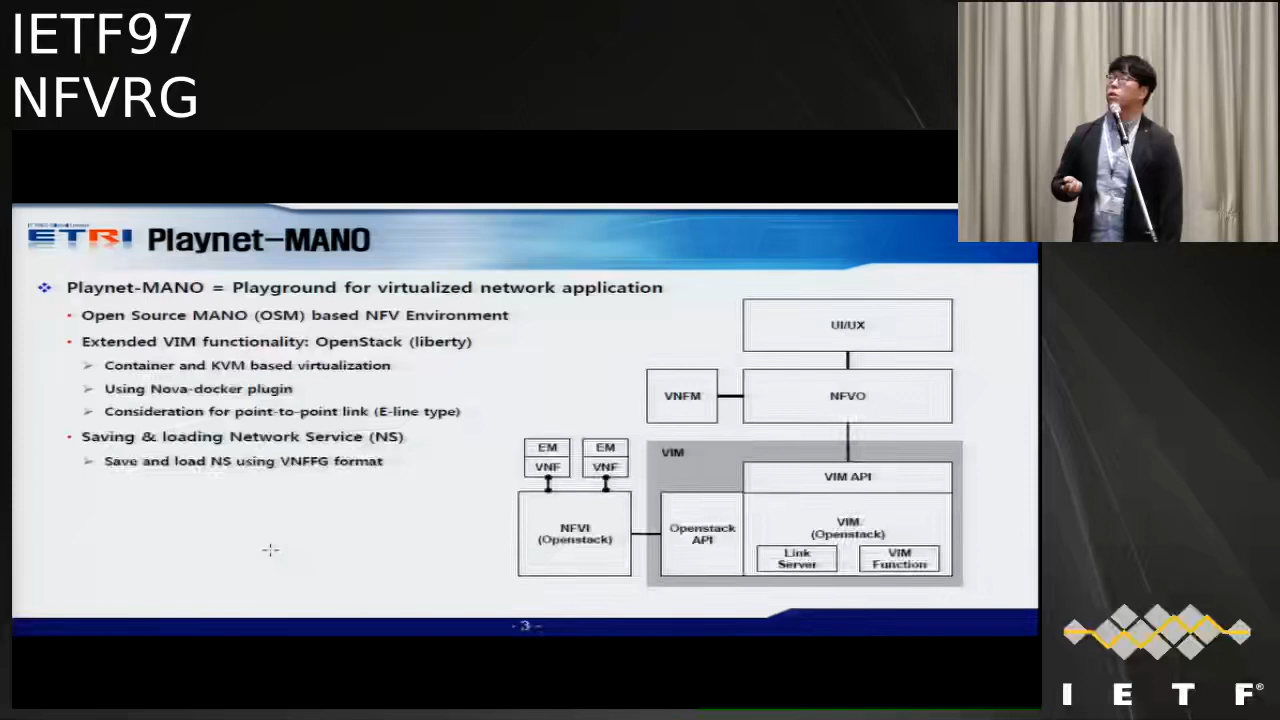 IETF97
NFVRG
ETRI Playnet-MANO
Playnet-MANO = Playground for virtualized network application
Open Source MANO (OSM) based NFV Environment
Extended VIM functionality: OpenStack (liberty)
Container and KVM based virtualization
Using Nova-docker plugin
Consideration for point-to-point link (E-line type)
Saving & loading Network Service (NS)
Save and load NS using VNFFG format
UI/UX
VNFM
NFVO
EM
EM
VNF
VNF
VIM
VIM API
NFVI
(Openstack)
Openstack
API
VIM
(Openstack)
Link
Server
VIM
Function
- 3 -
IETF®